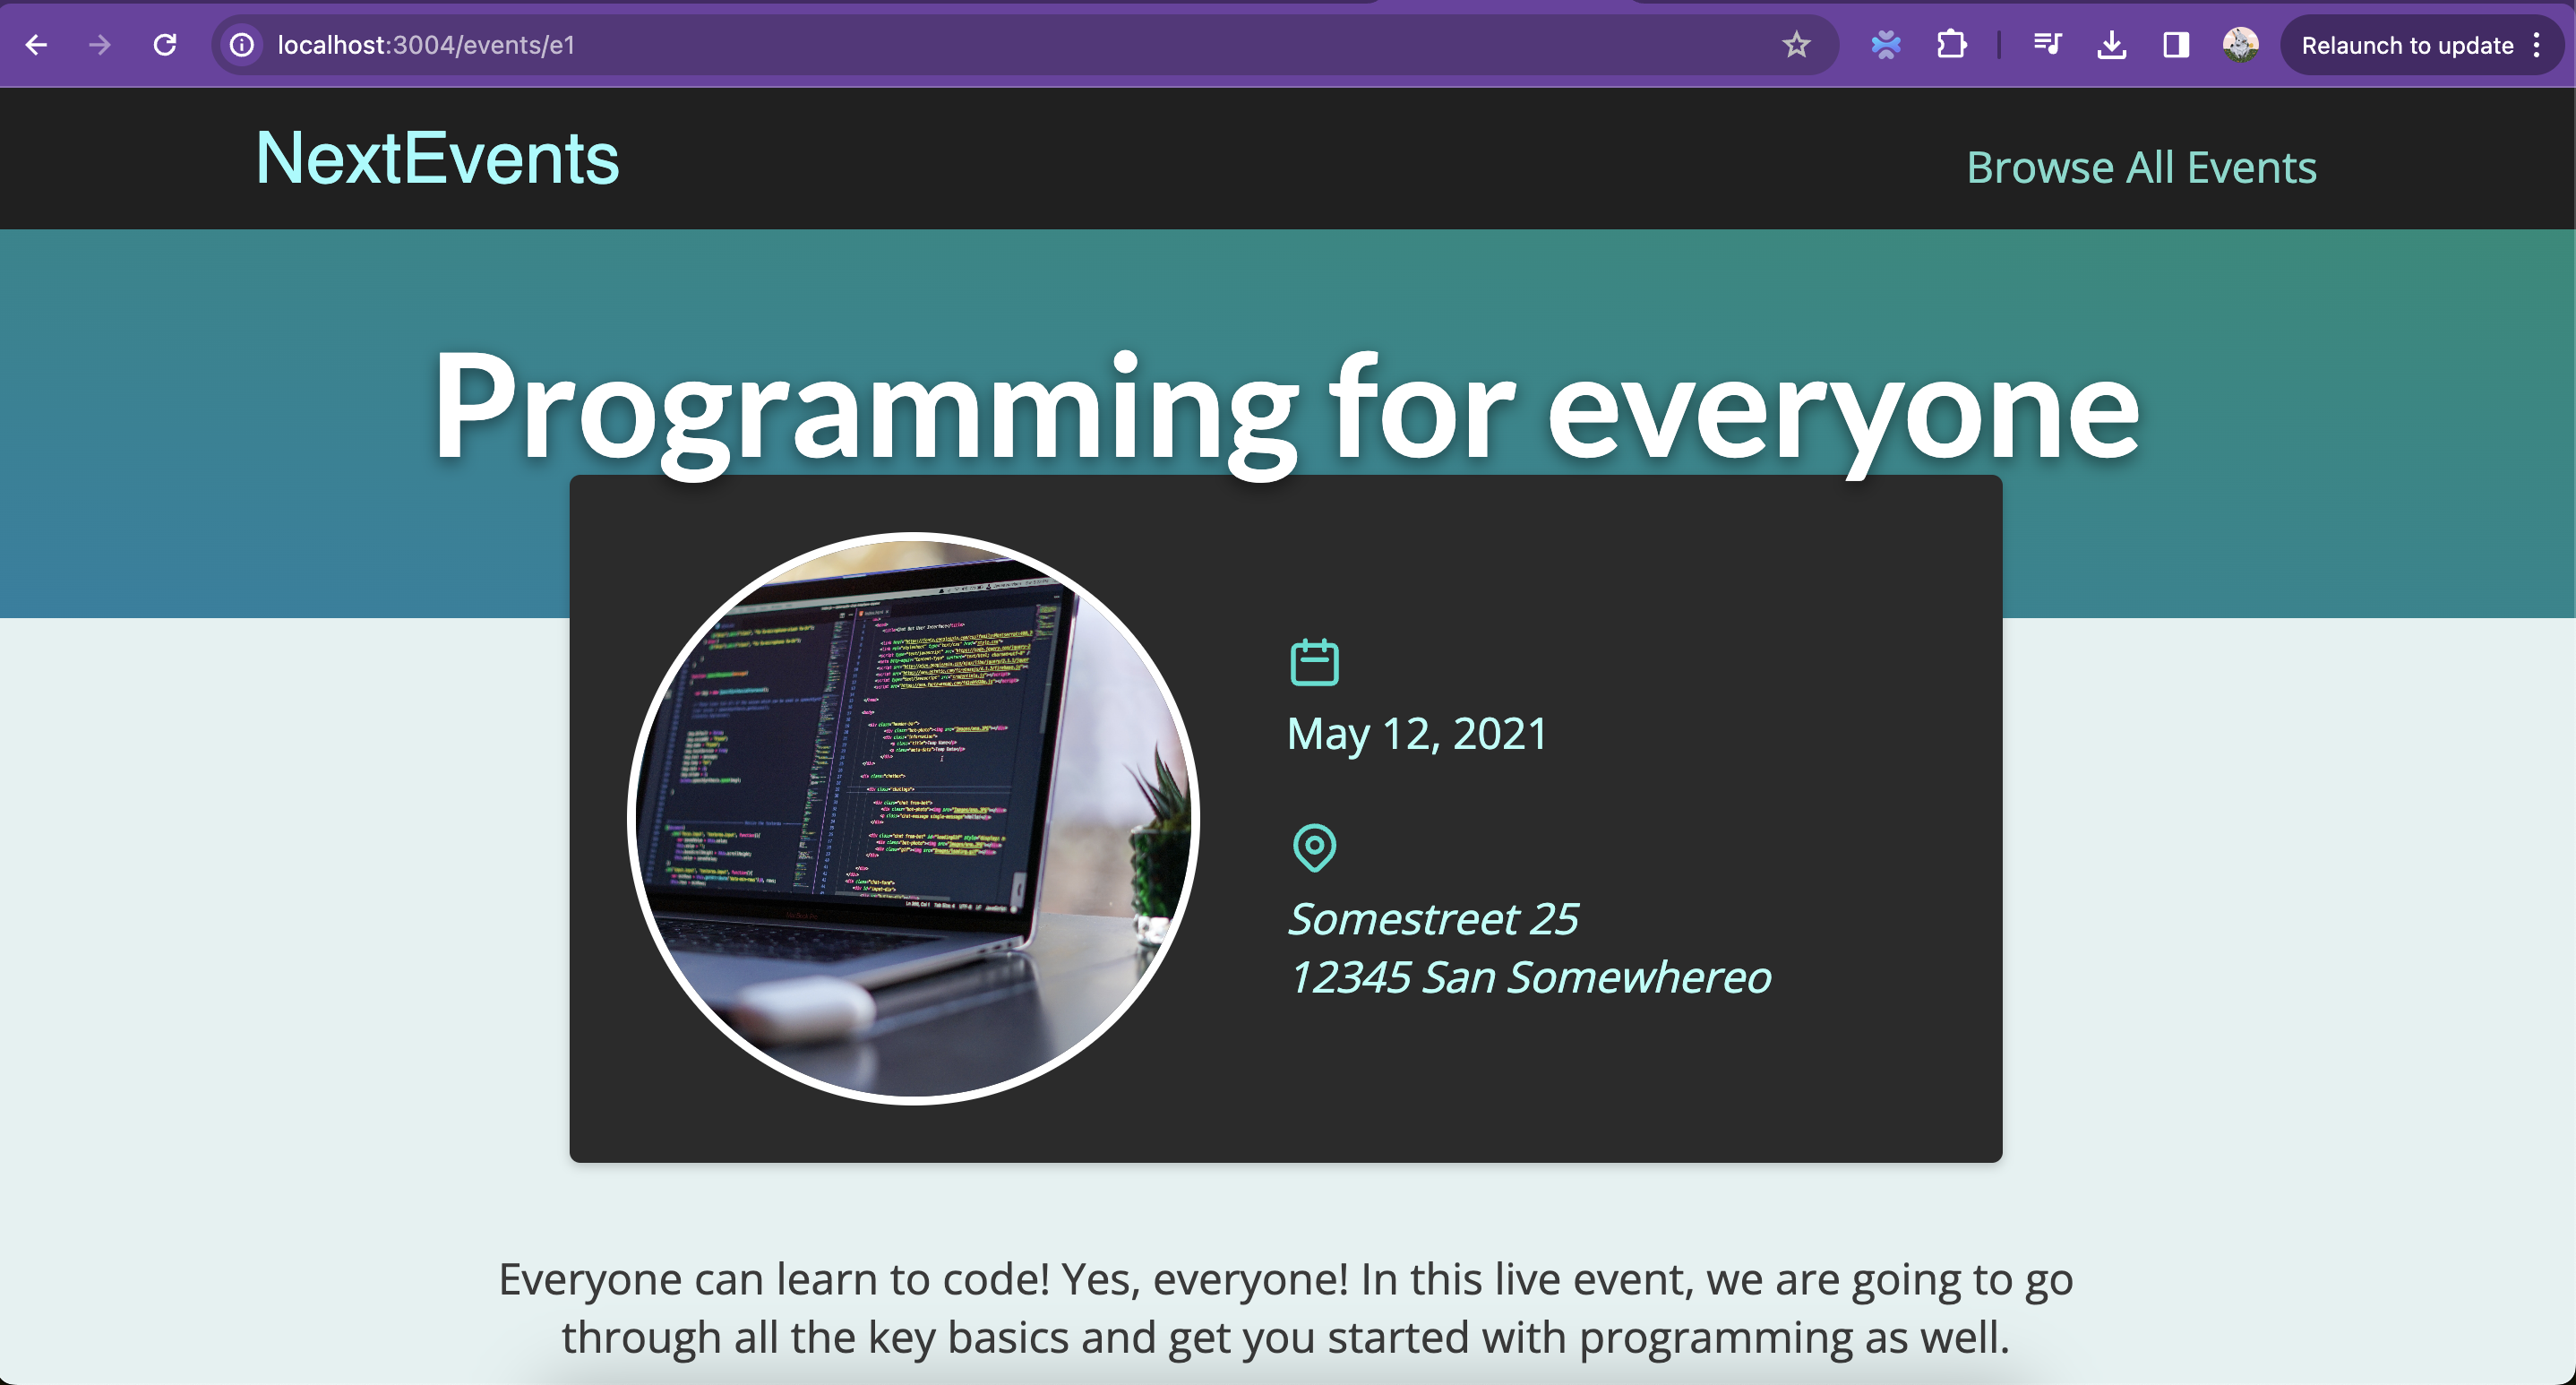 localhost:3004/events/e1
Relaunch to update
NextEvents
Browse All Events
Programming for everyone
May 12, 2021
Somestreet 25
12345 San Somewhereo
Everyone can learn to code! Yes, everyone! In this live event, we are going to go
through all the key basics and get you started with programming as well.